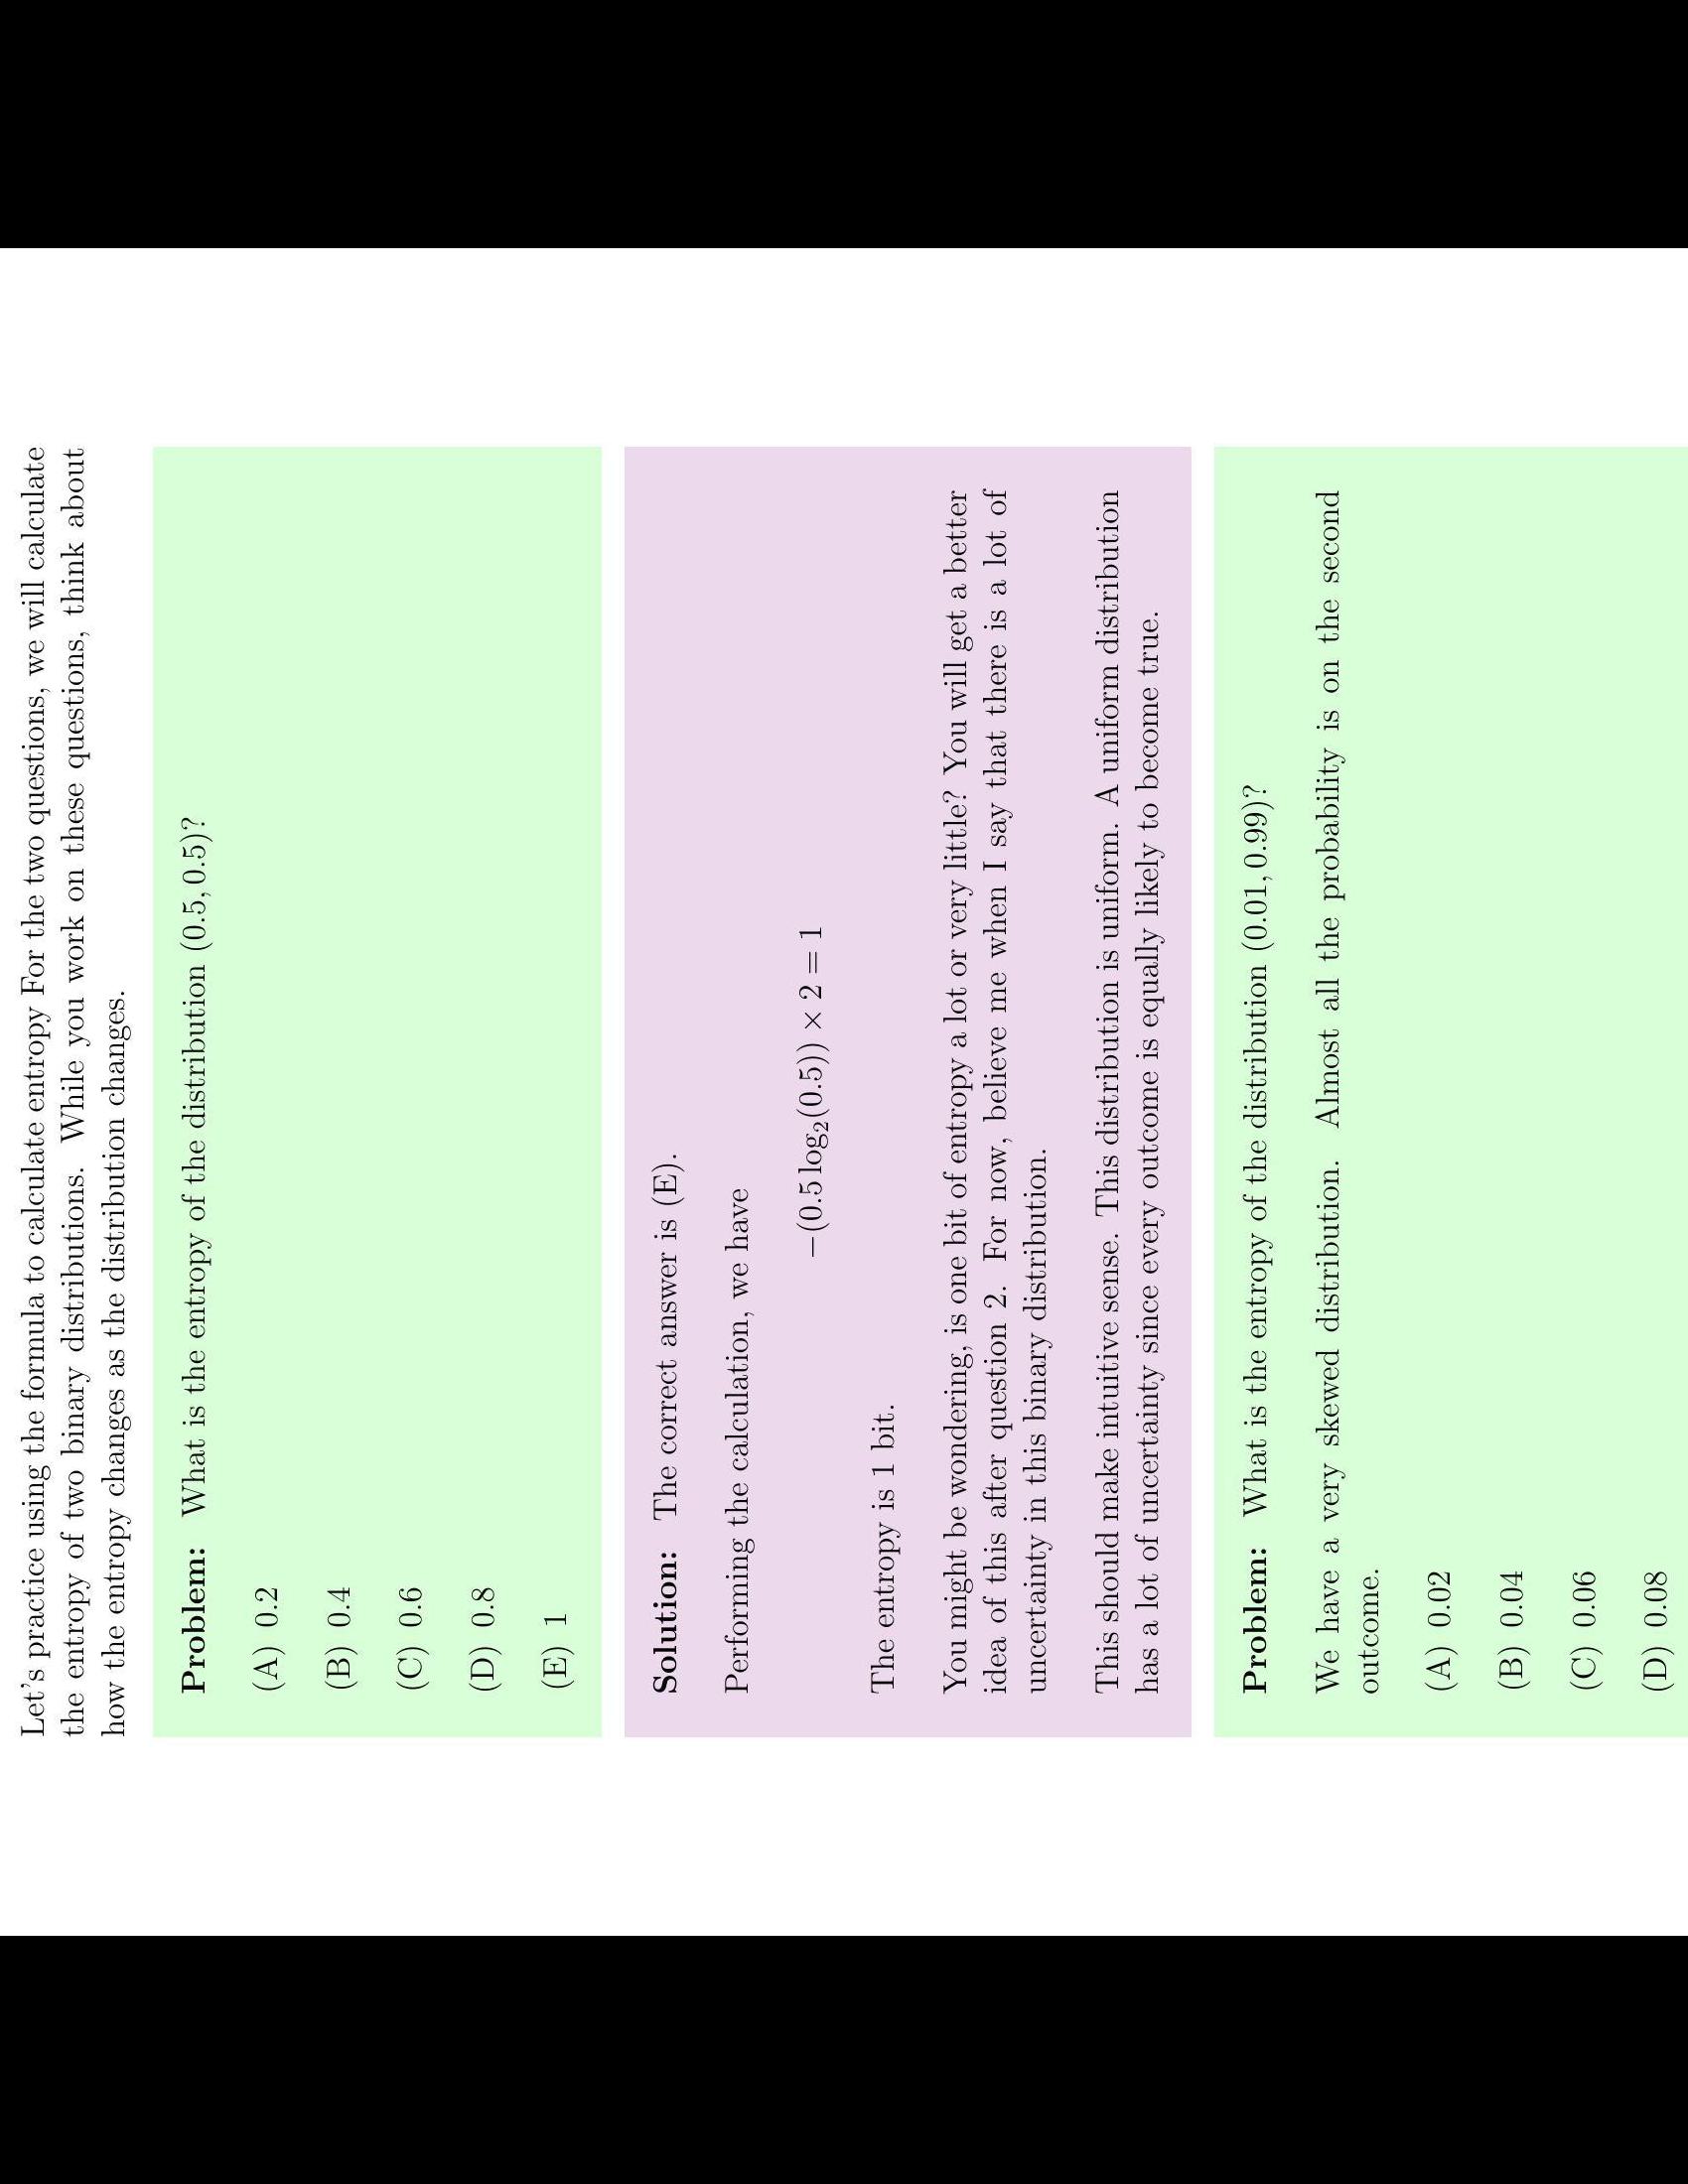 Let's practice using the formula to calculate entropy For the two questions, we will calculate
the entropy of two binary distributions. While you work on these questions, think about
how the entropy changes as the distribution changes.
Problem: What is the entropy of the distribution (0.5, 0.5)?
(A) 0.2
(B) 0.4
(C) 0.6
(D) 0.8
(E) 1
Solution: The correct answer is (E).
Performing the calculation, we have
−(0.5 log₂(0.5)) × 2 = 1
The entropy is 1 bit.
You might be wondering, is one bit of entropy a lot or very little? You will get a better
idea of this after question 2. For now, believe me when I say that there is a lot of
uncertainty in this binary distribution.
This should make intuitive sense. This distribution is uniform. A uniform distribution
has a lot of uncertainty since every outcome is equally likely to become true.
Problem: What is the entropy of the distribution (0.01, 0.99)?
We have a very skewed distribution. Almost all the probability is on the second
outcome.
(A) 0.02
(B) 0.04
(C) 0.06
(D) 0.08